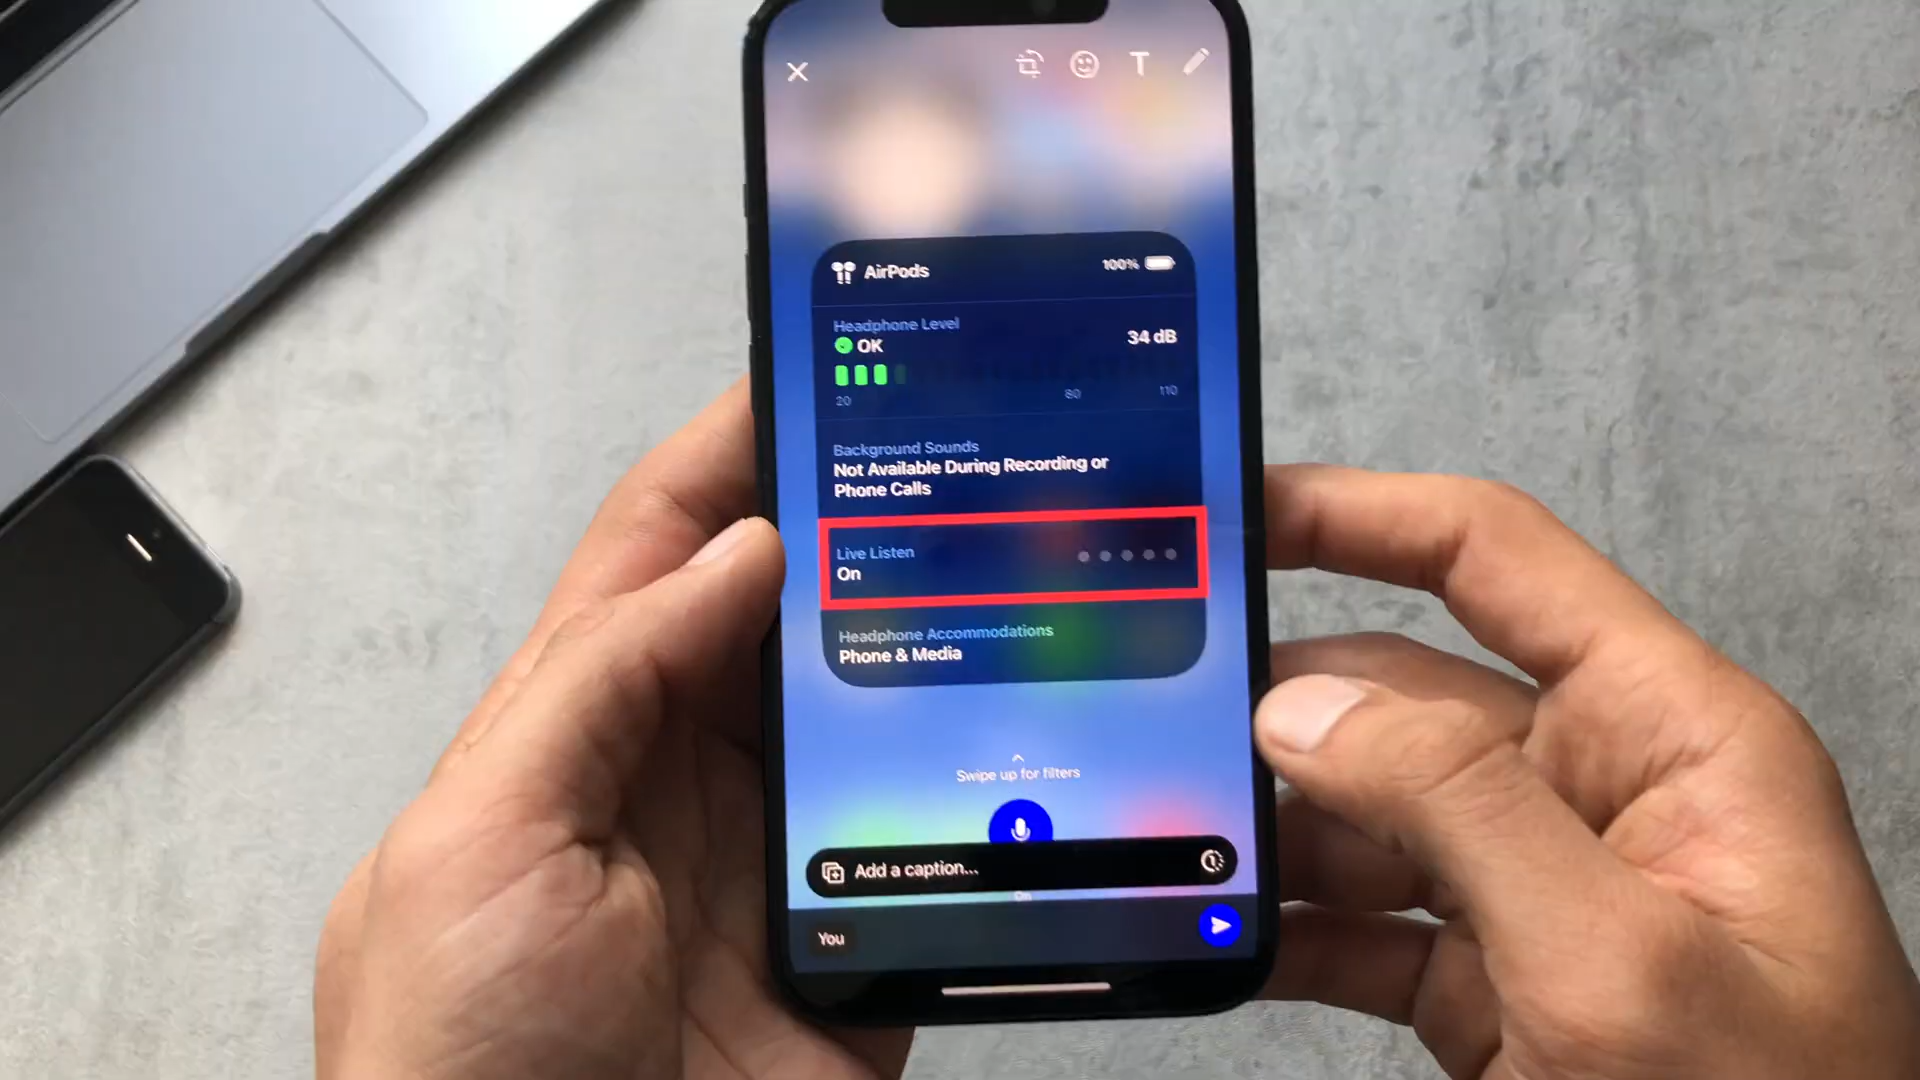 T
AirPods
100%
Headphone Level
OK
34 dB
20
80
110
Background Sounds
Not Available During Recording or
Phone Calls
Live Listen
On
Headphone Accommodations
Phone & Media
Swipe up for filters
Add a caption...
On
You